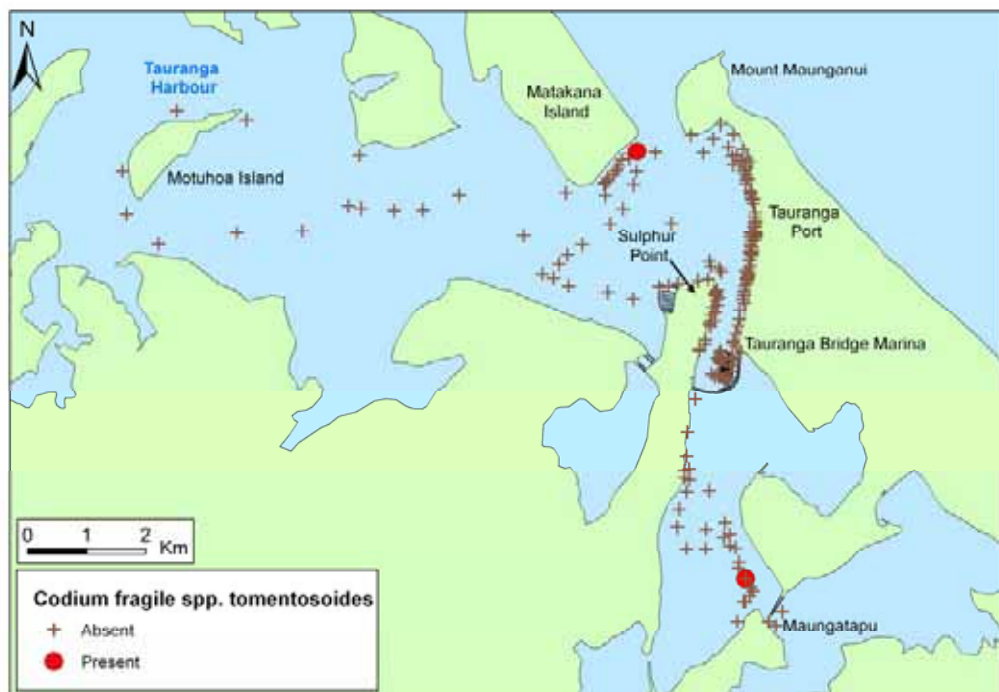 N
Tauranga
Harbour
Mount Maunganui
Matakana
Island
Motuhoa Island
Tauranga
Port
Sulphur
Point
Tauranga Bridge Marina
0 1 2
Km
Codium fragile spp. tomentosoides
Absent
Present
Maungatapu